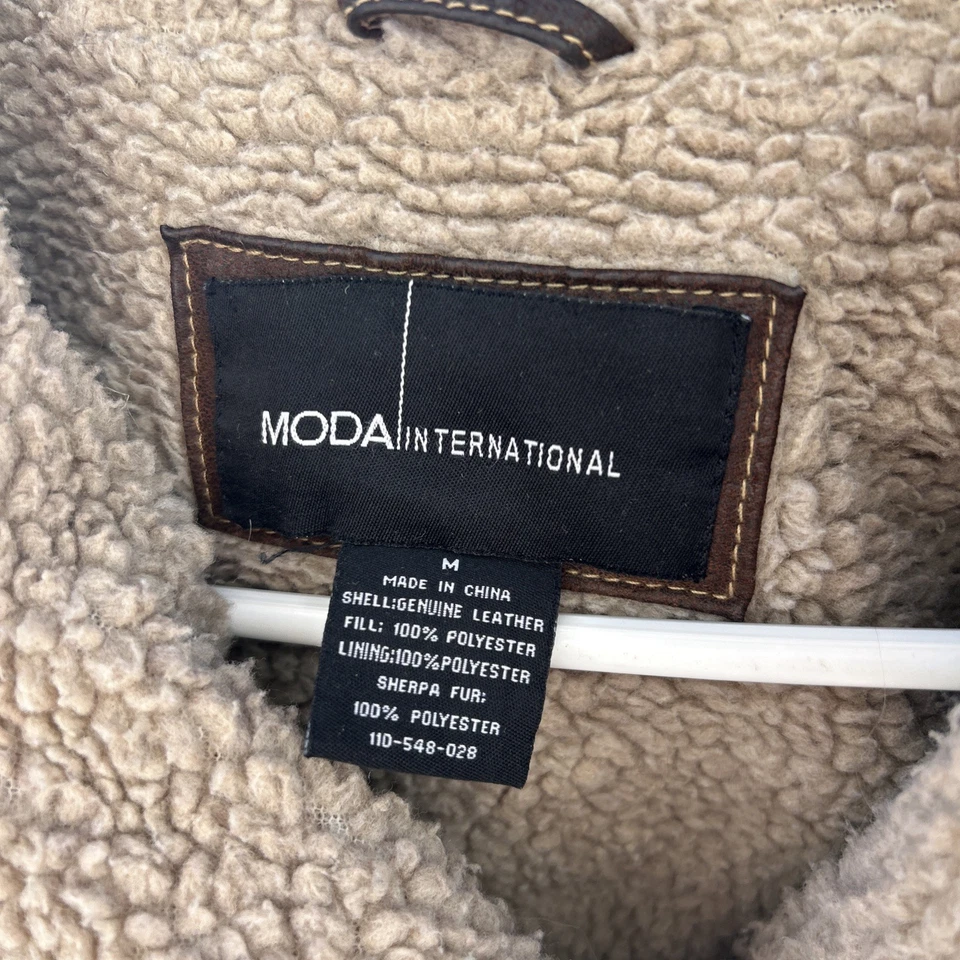 MODA INTERNATIONAL
M
MADE IN CHINA
SHELL:GENUINE LEATHER
FILL: 100% POLYESTER
LINING:100%POLYESTER
SHERPA FUR:
100% POLYESTER
11D-548-028